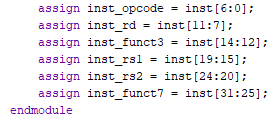 assign inst_opcode = inst[6:0];
assign inst_rd = inst[11:7];
assign inst_funct3 = inst[14:12];
assign inst_rs1 = inst[19:15];
assign inst_rs2 = inst[24:20];
assign inst_funct7 = inst[31:25];
endmodule